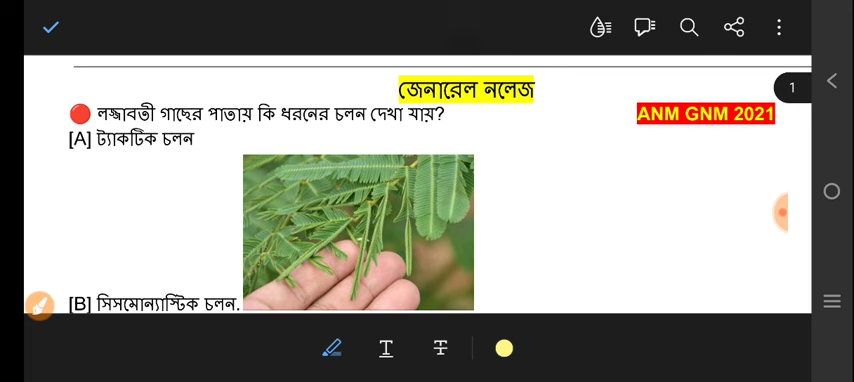 জেনারেল নলেজ
1
🔴 লজ্জাবতী গাছের পাতায় কি ধরনের চলন দেখা যায়?
ANM GNM 2021
[A] ট্যাকটিক চলন
[B] সিসমোন্যাস্টিক চলন.